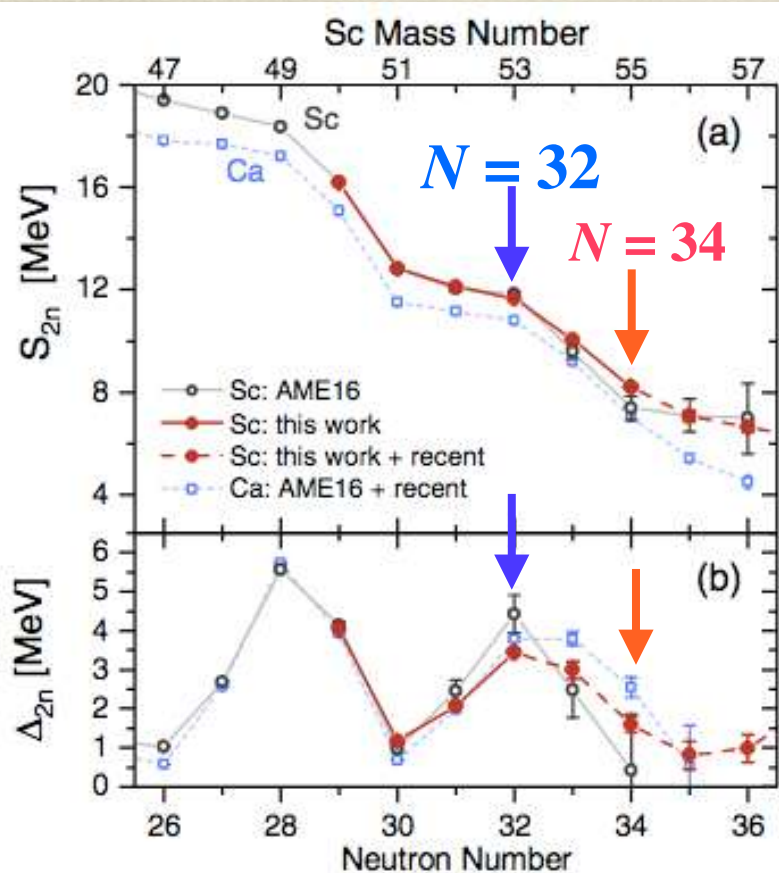 Sc Mass Number
47 49 51 53 55 57
20
16
12
8
4
S2n [MeV]
(a)
Sc
Ca
N = 32
N = 34
Sc: AME16
Sc: this work
Sc: this work + recent
Ca: AME16 + recent
6
5
4
3
2
1
0
Δ2n [MeV]
(b)
26 28 30 32 34 36
Neutron Number